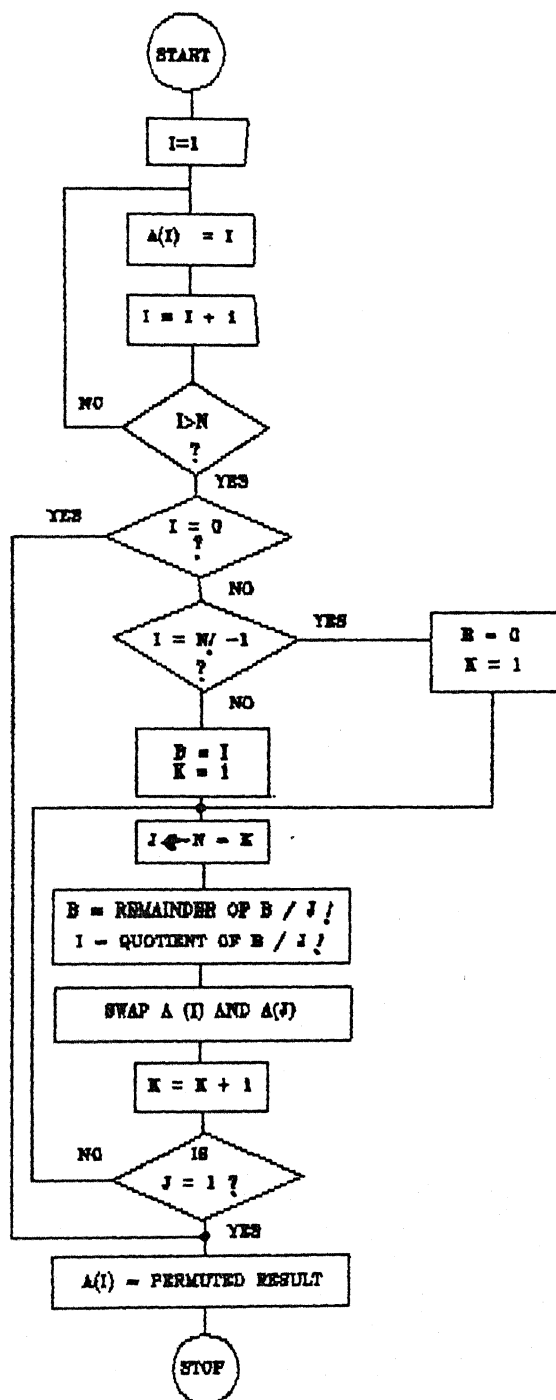 START
I=1
A(I) = I
I = I + 1
NO
I>N
?
YES
YES
I = 0
?
NO
I = N! -1
?
YES
B = 0
K = 1
NO
B = I
K = 1
J ← N - K
B = REMAINDER OF B / J!
I = QUOTIENT OF B / J!
SWAP A (I) AND A(J)
K = K + 1
NO
IS
J = 1 ?
YES
A(I) = PERMUTED RESULT
STOP